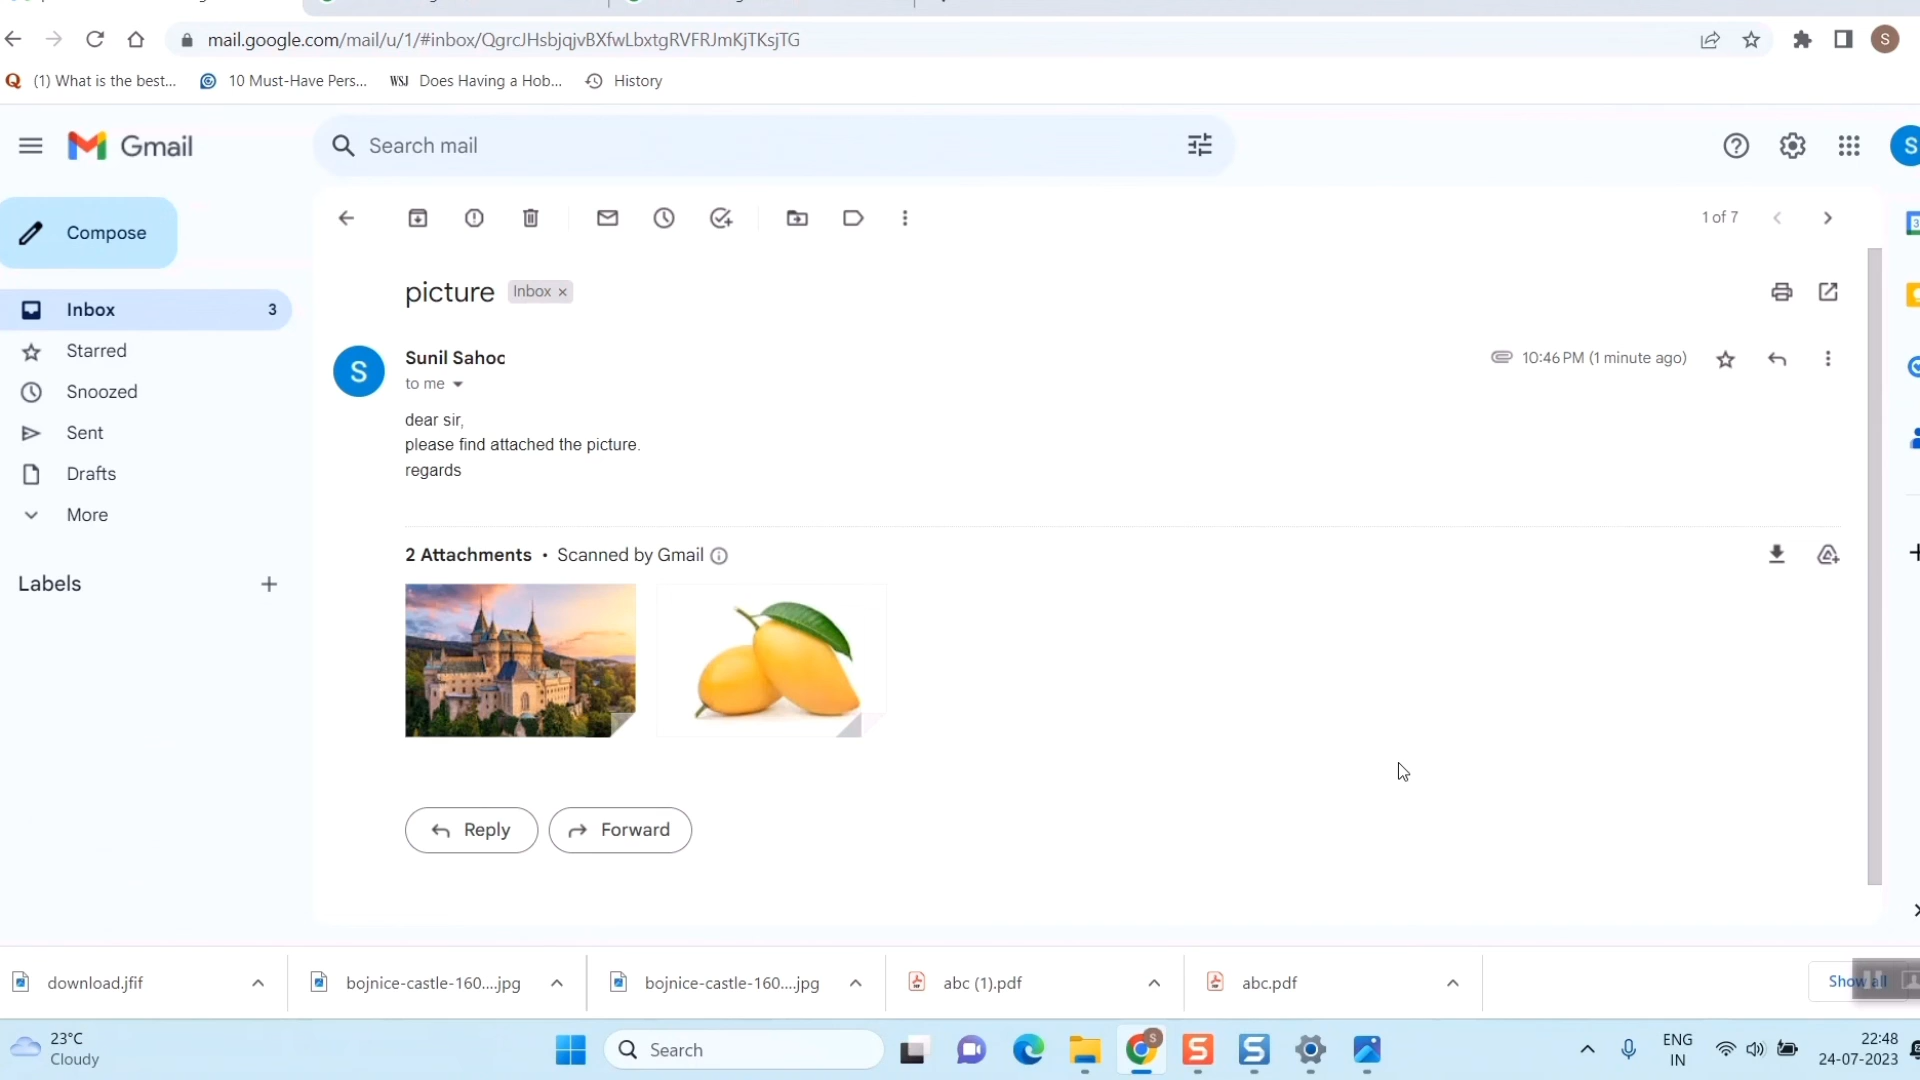 mail.google.com/mail/u/1/#inbox/QgrcJHsbjqjvBXfwLbxtgRVFRJmKjTKsjTG
S
(1) What is the best...
10 Must-Have Pers...
WSJ Does Having a Hob...
History
Gmail
Search mail
S
Compose
1 of 7
Inbox 3
Starred
Snoozed
Sent
Drafts
More
Labels
picture Inbox ×
S
Sunil Sahoo
10:46 PM (1 minute ago)
to me
dear sir,
please find attached the picture.
regards
2 Attachments • Scanned by Gmail
Reply
Forward
download.jfif
bojnice-castle-160....jpg
bojnice-castle-160....jpg
abc (1).pdf
abc.pdf
Show all
23°C
Cloudy
Search
S
ENG
IN
22:48
24-07-2023